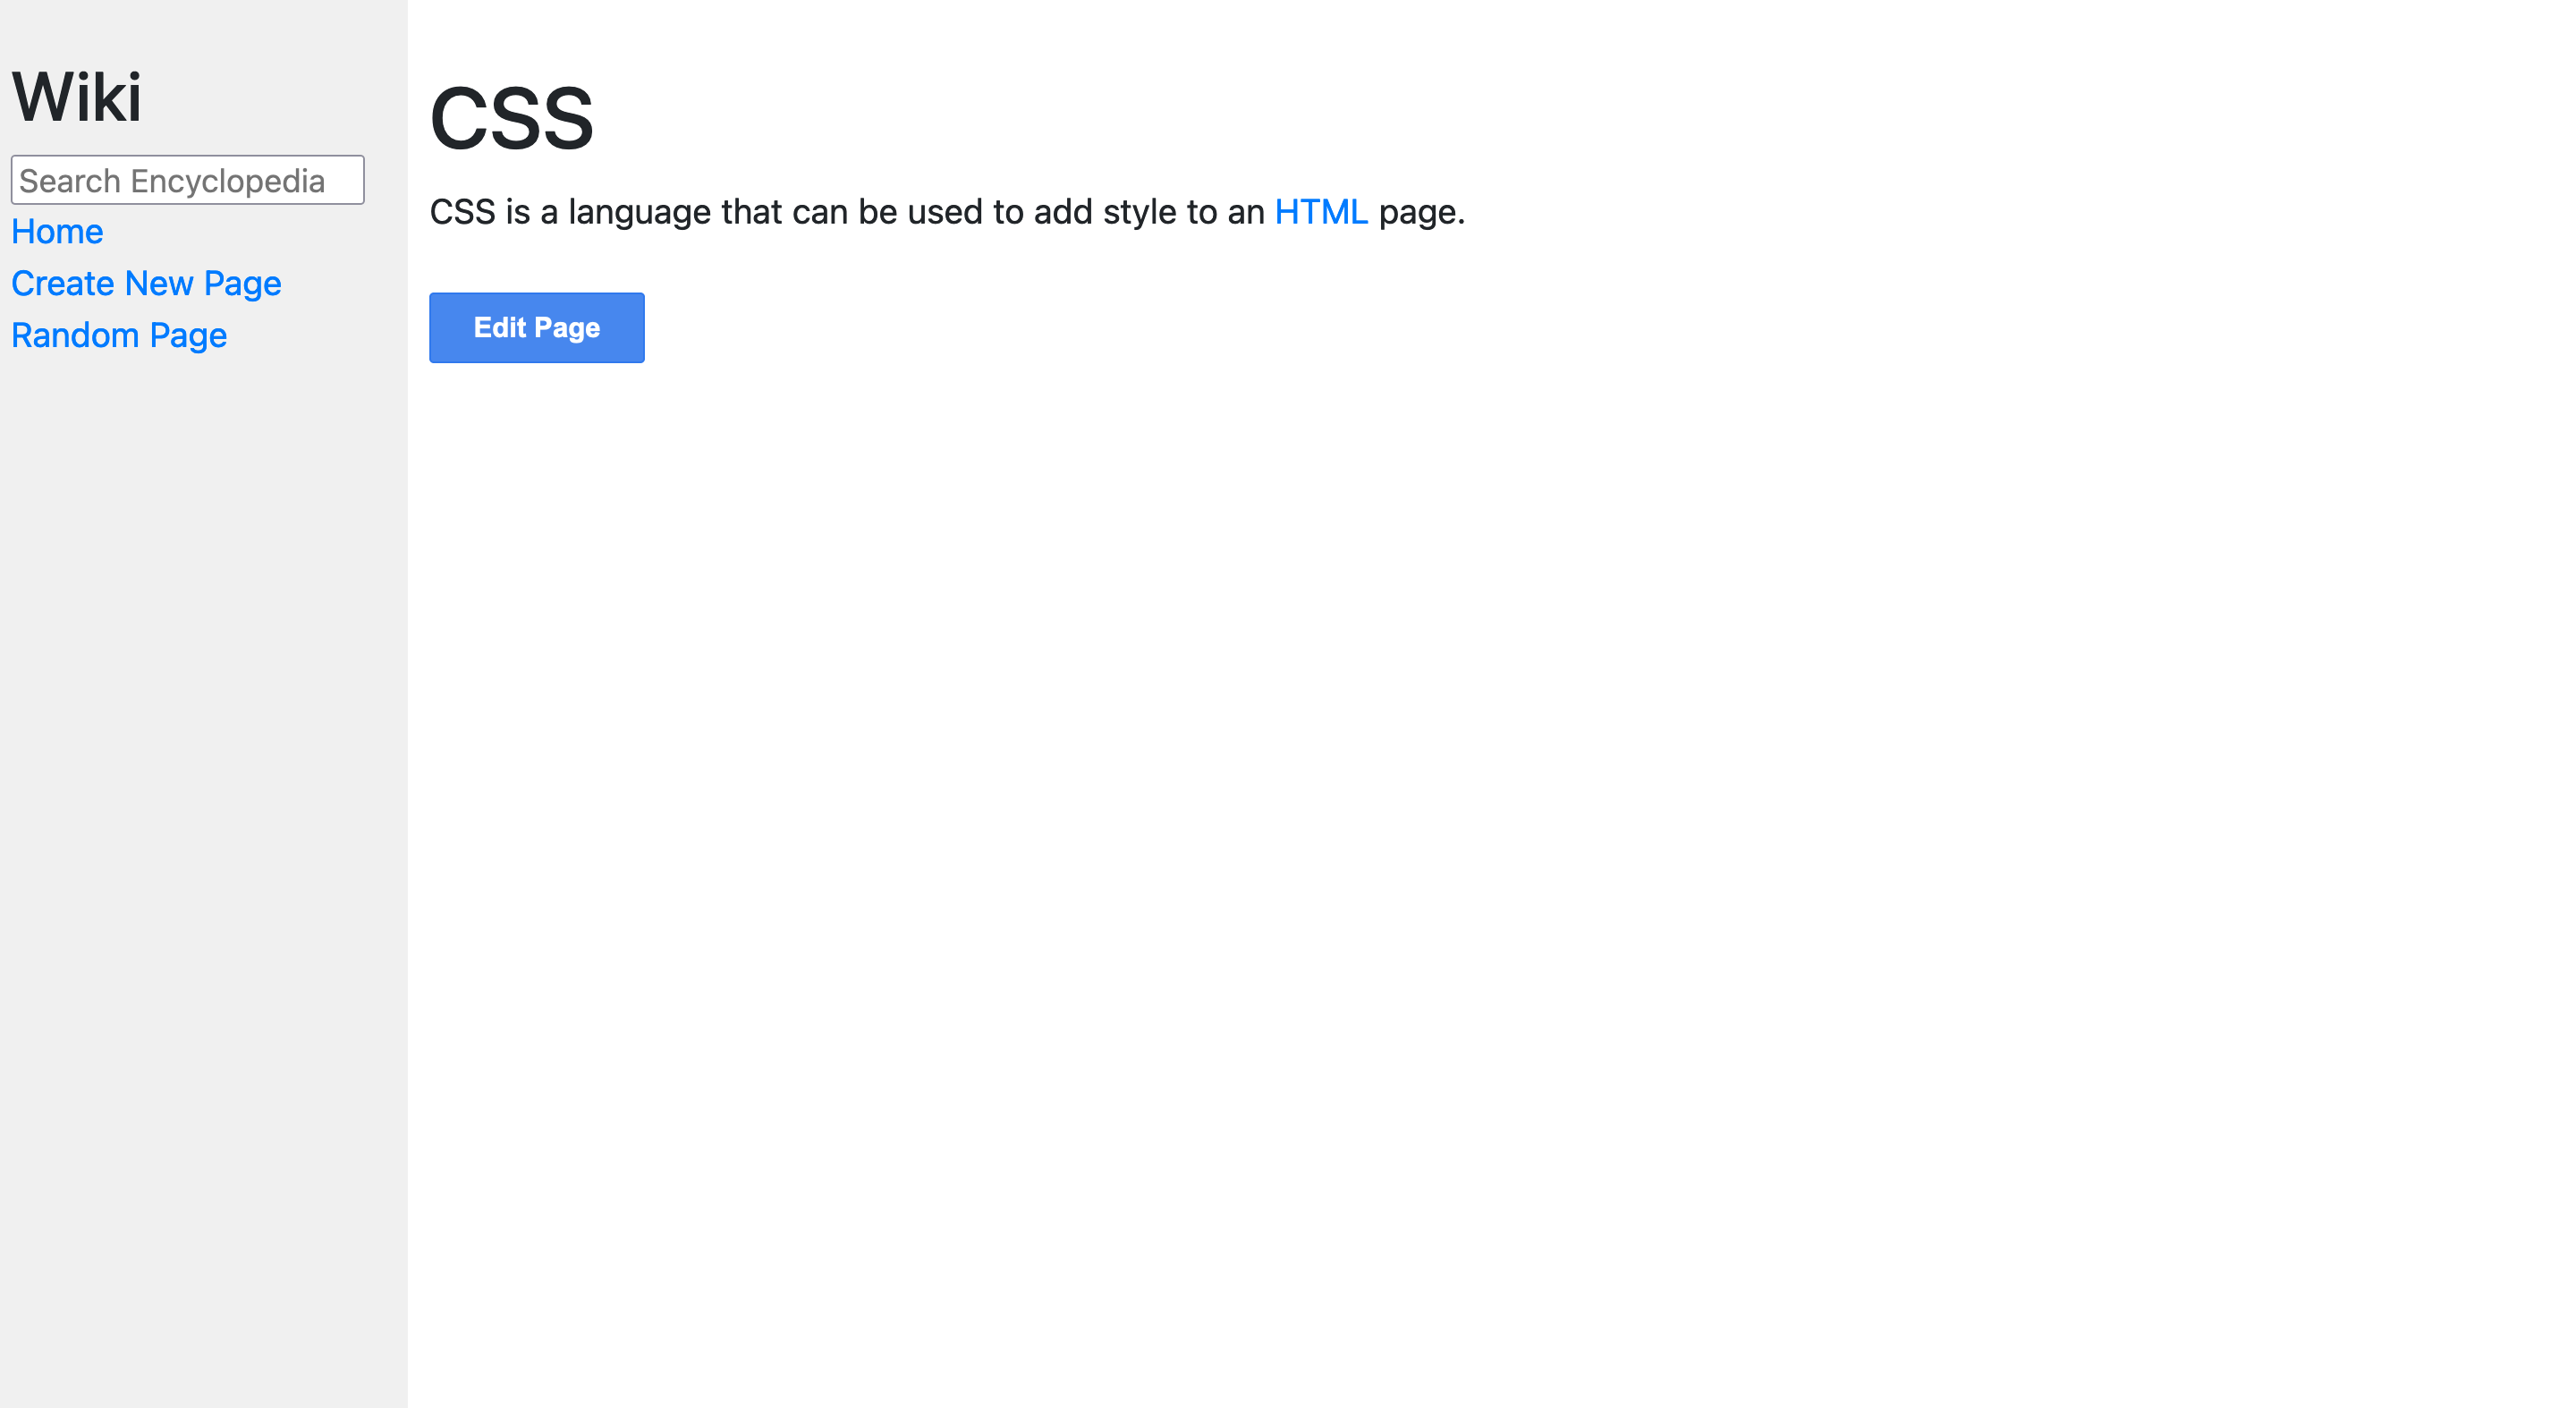 Wiki
Search Encyclopedia
Home
Create New Page
Random Page
CSS
CSS is a language that can be used to add style to an HTML page.
Edit Page